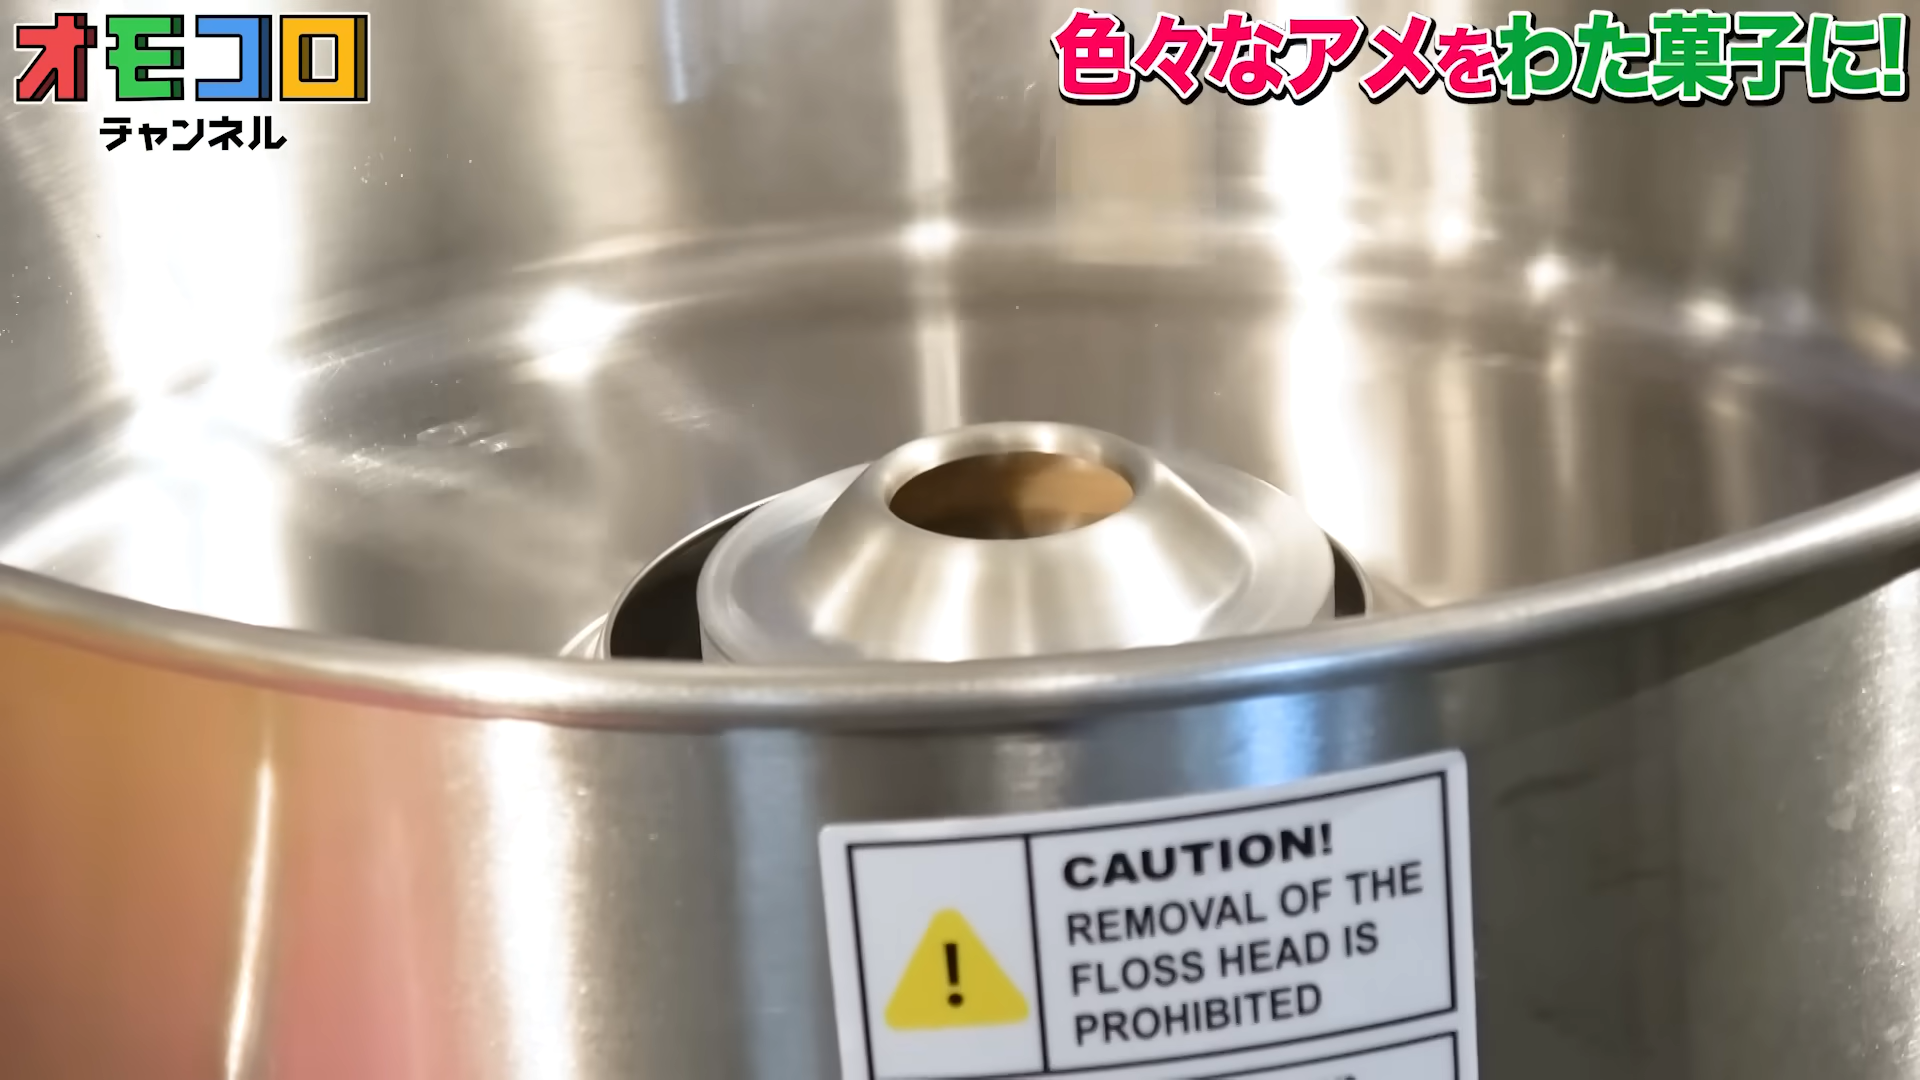 オモコロ
チャンネル
色々なアメをわた菓子に!
CAUTION!
REMOVAL OF THE
FLOSS HEAD IS
PROHIBITED